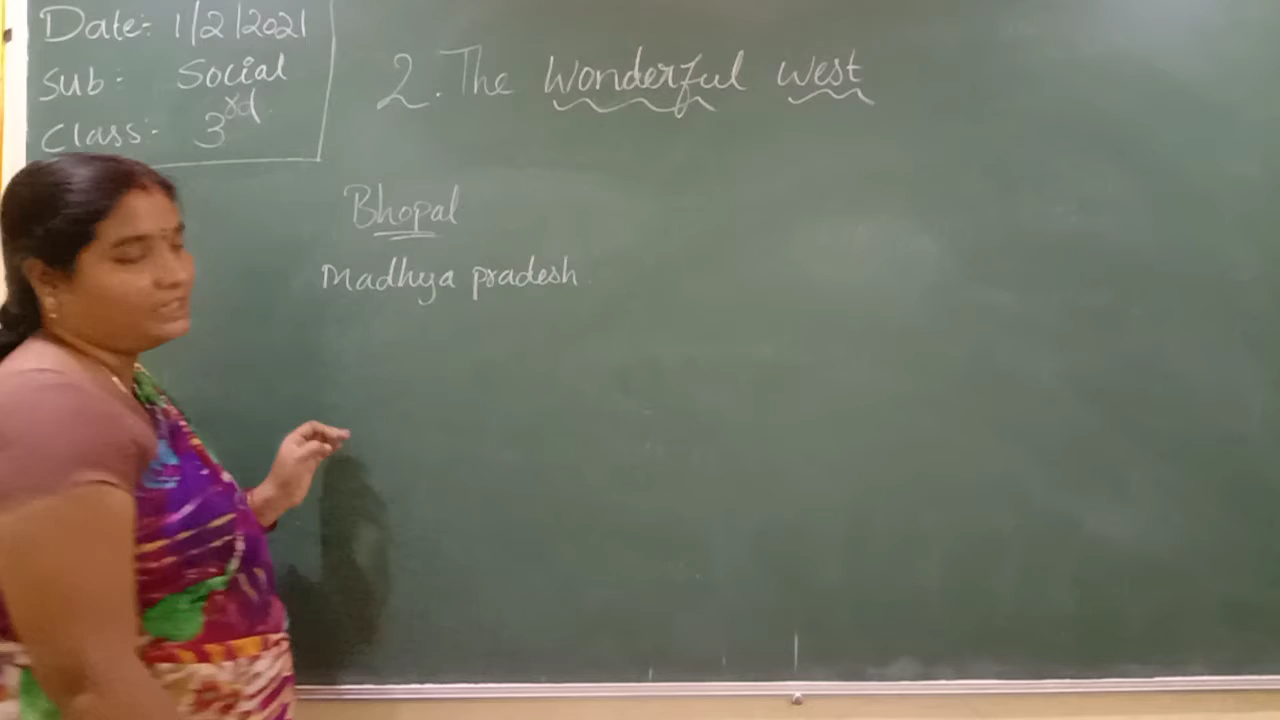 Date:- 1/2/2021
Sub:- Social
Class:- 3rd
2. The Wonderful west
Bhopal
Madhya pradesh.